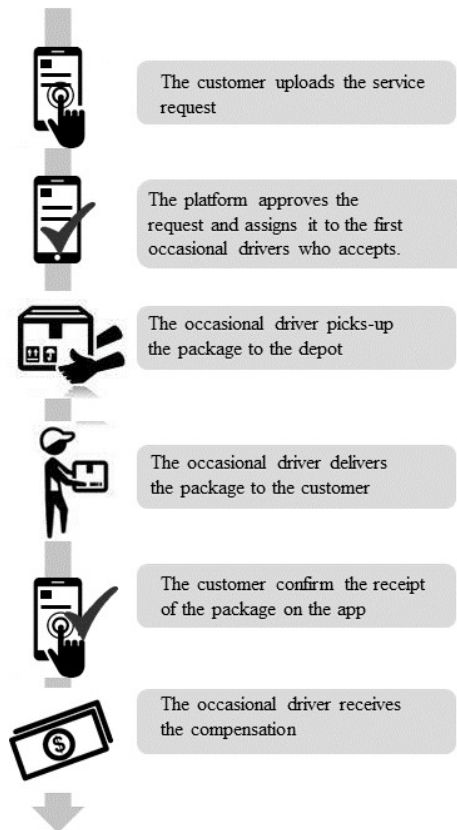 The customer uploads the service
request
The platform approves the
request and assigns it to the first
occasional drivers who accepts.
The occasional driver picks-up
the package to the depot
The occasional driver delivers
the package to the customer
The customer confirm the receipt
of the package on the app
$
The occasional driver receives
the compensation